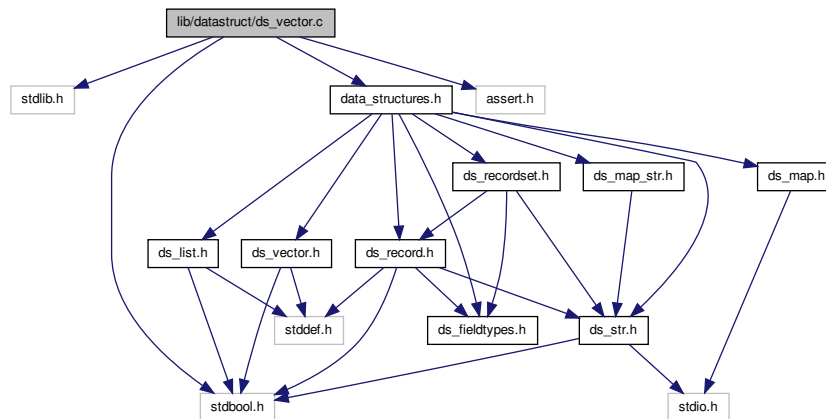 lib/datastruct/ds_vector.c
stdlib.h
data_structures.h
assert.h
ds_recordset.h
ds_map_str.h
ds_map.h
ds_list.h
ds_vector.h
ds_record.h
stddef.h
ds_fieldtypes.h
ds_str.h
stdbool.h
stdio.h